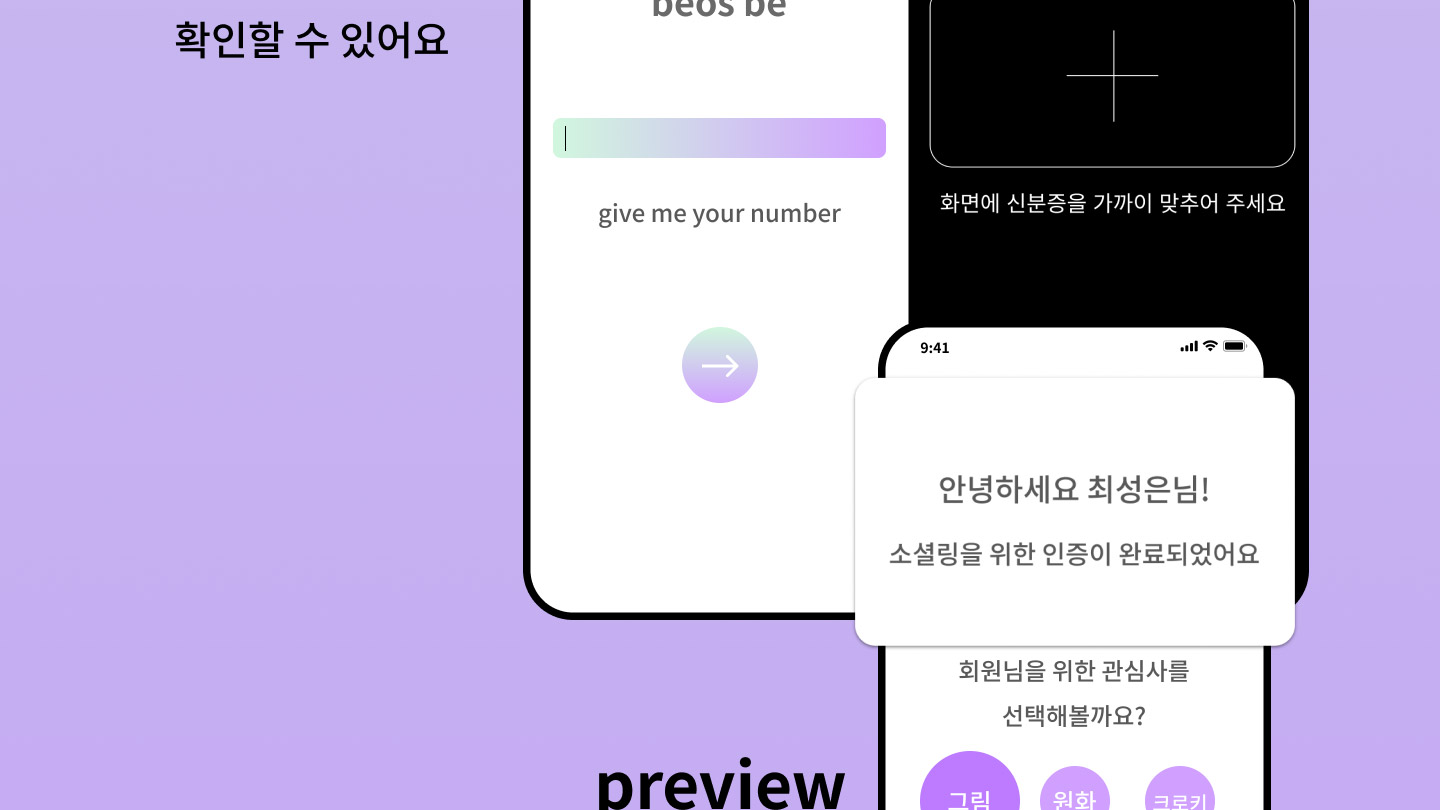 확인할 수 있어요
beos be
give me your number
화면에 신분증을 가까이 맞추어 주세요
9:41
안녕하세요 최성은님!
소셜링을 위한 인증이 완료되었어요
회원님을 위한 관심사를
선택해볼까요?
그림 원화 크로키
preview